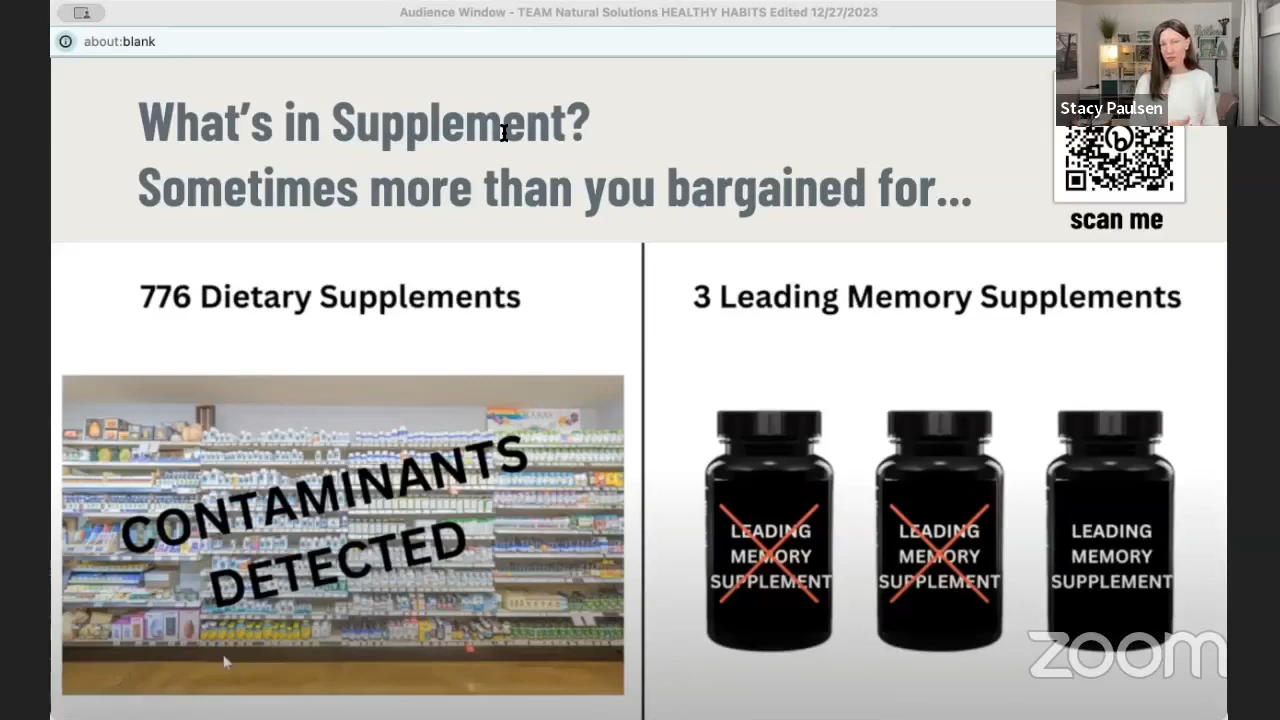 Audience Window - TEAM Natural Solutions HEALTHY HABITS Edited 12/27/2023
about:blank
Stacy Paulsen
What's in Supplement?
Sometimes more than you bargained for...
scan me
776 Dietary Supplements
3 Leading Memory Supplements
CONTAMINANTS
DETECTED
LEADING
MEMORY
SUPPLEMENT
LEADING
MEMORY
SUPPLEMENT
LEADING
MEMORY
SUPPLEMENT
zoom